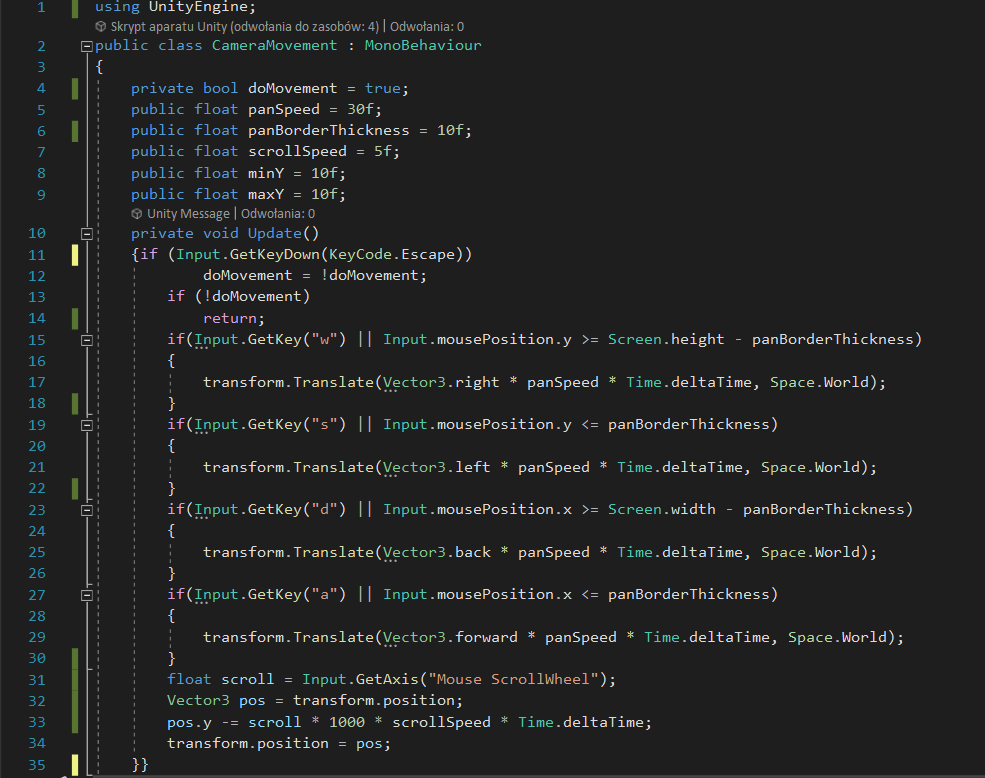 1 using UnityEngine;
Skrypt aparatu Unity (odwołania do zasobów: 4) | Odwołania: 0
2 public class CameraMovement : MonoBehaviour
3 {
4 private bool doMovement = true;
5 public float panSpeed = 30f;
6 public float panBorderThickness = 10f;
7 public float scrollSpeed = 5f;
8 public float minY = 10f;
9 public float maxY = 10f;
Unity Message | Odwołania: 0
10 private void Update()
11 {if (Input.GetKeyDown(KeyCode.Escape))
12 doMovement = !doMovement;
13 if (!doMovement)
14 return;
15 if(Input.GetKey("w") || Input.mousePosition.y >= Screen.height - panBorderThickness)
16 {
17 transform.Translate(Vector3.right * panSpeed * Time.deltaTime, Space.World);
18 }
19 if(Input.GetKey("s") || Input.mousePosition.y <= panBorderThickness)
20 {
21 transform.Translate(Vector3.left * panSpeed * Time.deltaTime, Space.World);
22 }
23 if(Input.GetKey("d") || Input.mousePosition.x >= Screen.width - panBorderThickness)
24 {
25 transform.Translate(Vector3.back * panSpeed * Time.deltaTime, Space.World);
26 }
27 if(Input.GetKey("a") || Input.mousePosition.x <= panBorderThickness)
28 {
29 transform.Translate(Vector3.forward * panSpeed * Time.deltaTime, Space.World);
30 }
31 float scroll = Input.GetAxis("Mouse ScrollWheel");
32 Vector3 pos = transform.position;
33 pos.y -= scroll * 1000 * scrollSpeed * Time.deltaTime;
34 transform.position = pos;
35 }}